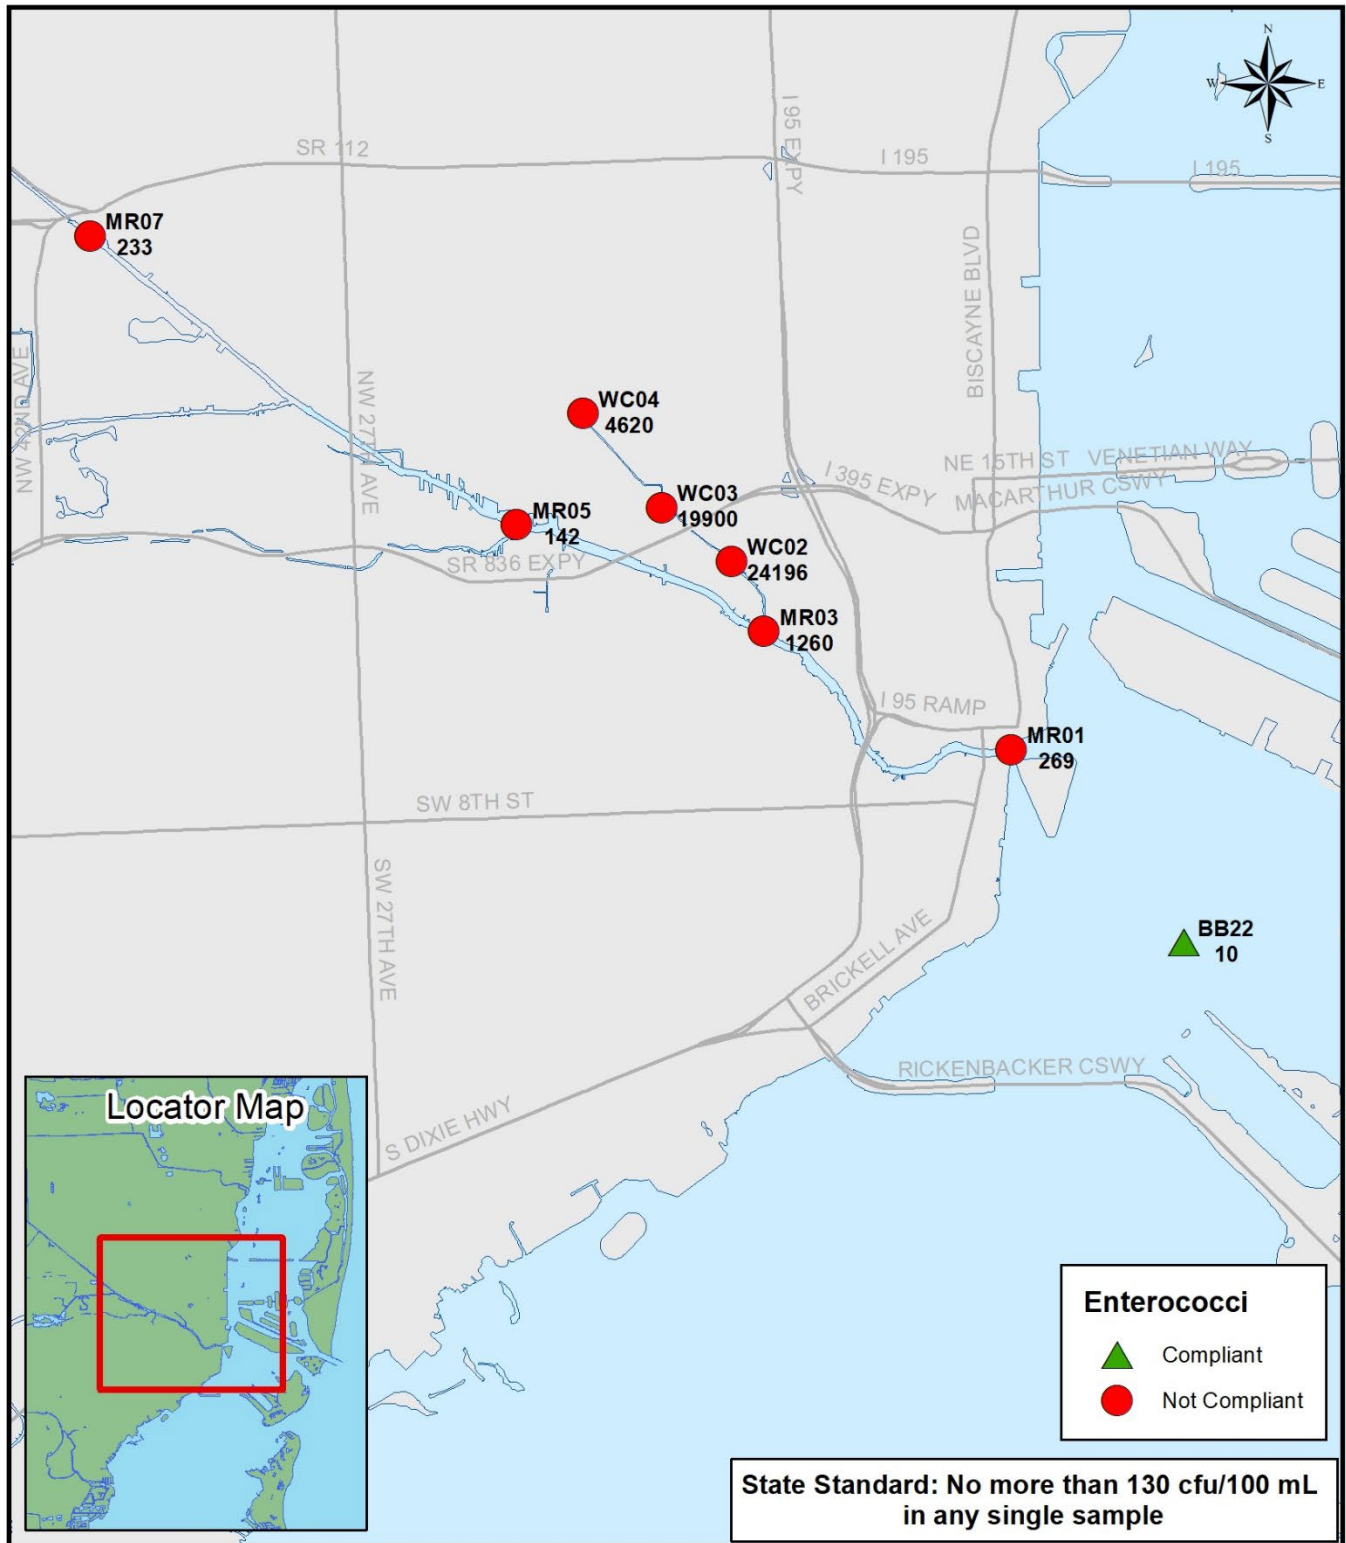 N
W E
S
SR 112
I 95 EXPY
I 195
I 195
MR07
233
BISCAYNE BLVD
NW 42ND AVE
NW 27TH AVE
WC04
4620
NE 15TH ST VENETIAN WAY
I 395 EXPY
MACARTHUR CSWY
WC03
19900
MR05
142
SR 836 EXPY
WC02
24196
MR03
1260
I 95 RAMP
MR01
269
SW 8TH ST
SW 27TH AVE
BRICKELL AVE
BB22
10
RICKENBACKER CSWY
S DIXIE HWY
Locator Map
Enterococci
Compliant
Not Compliant
State Standard: No more than 130 cfu/100 mL
in any single sample